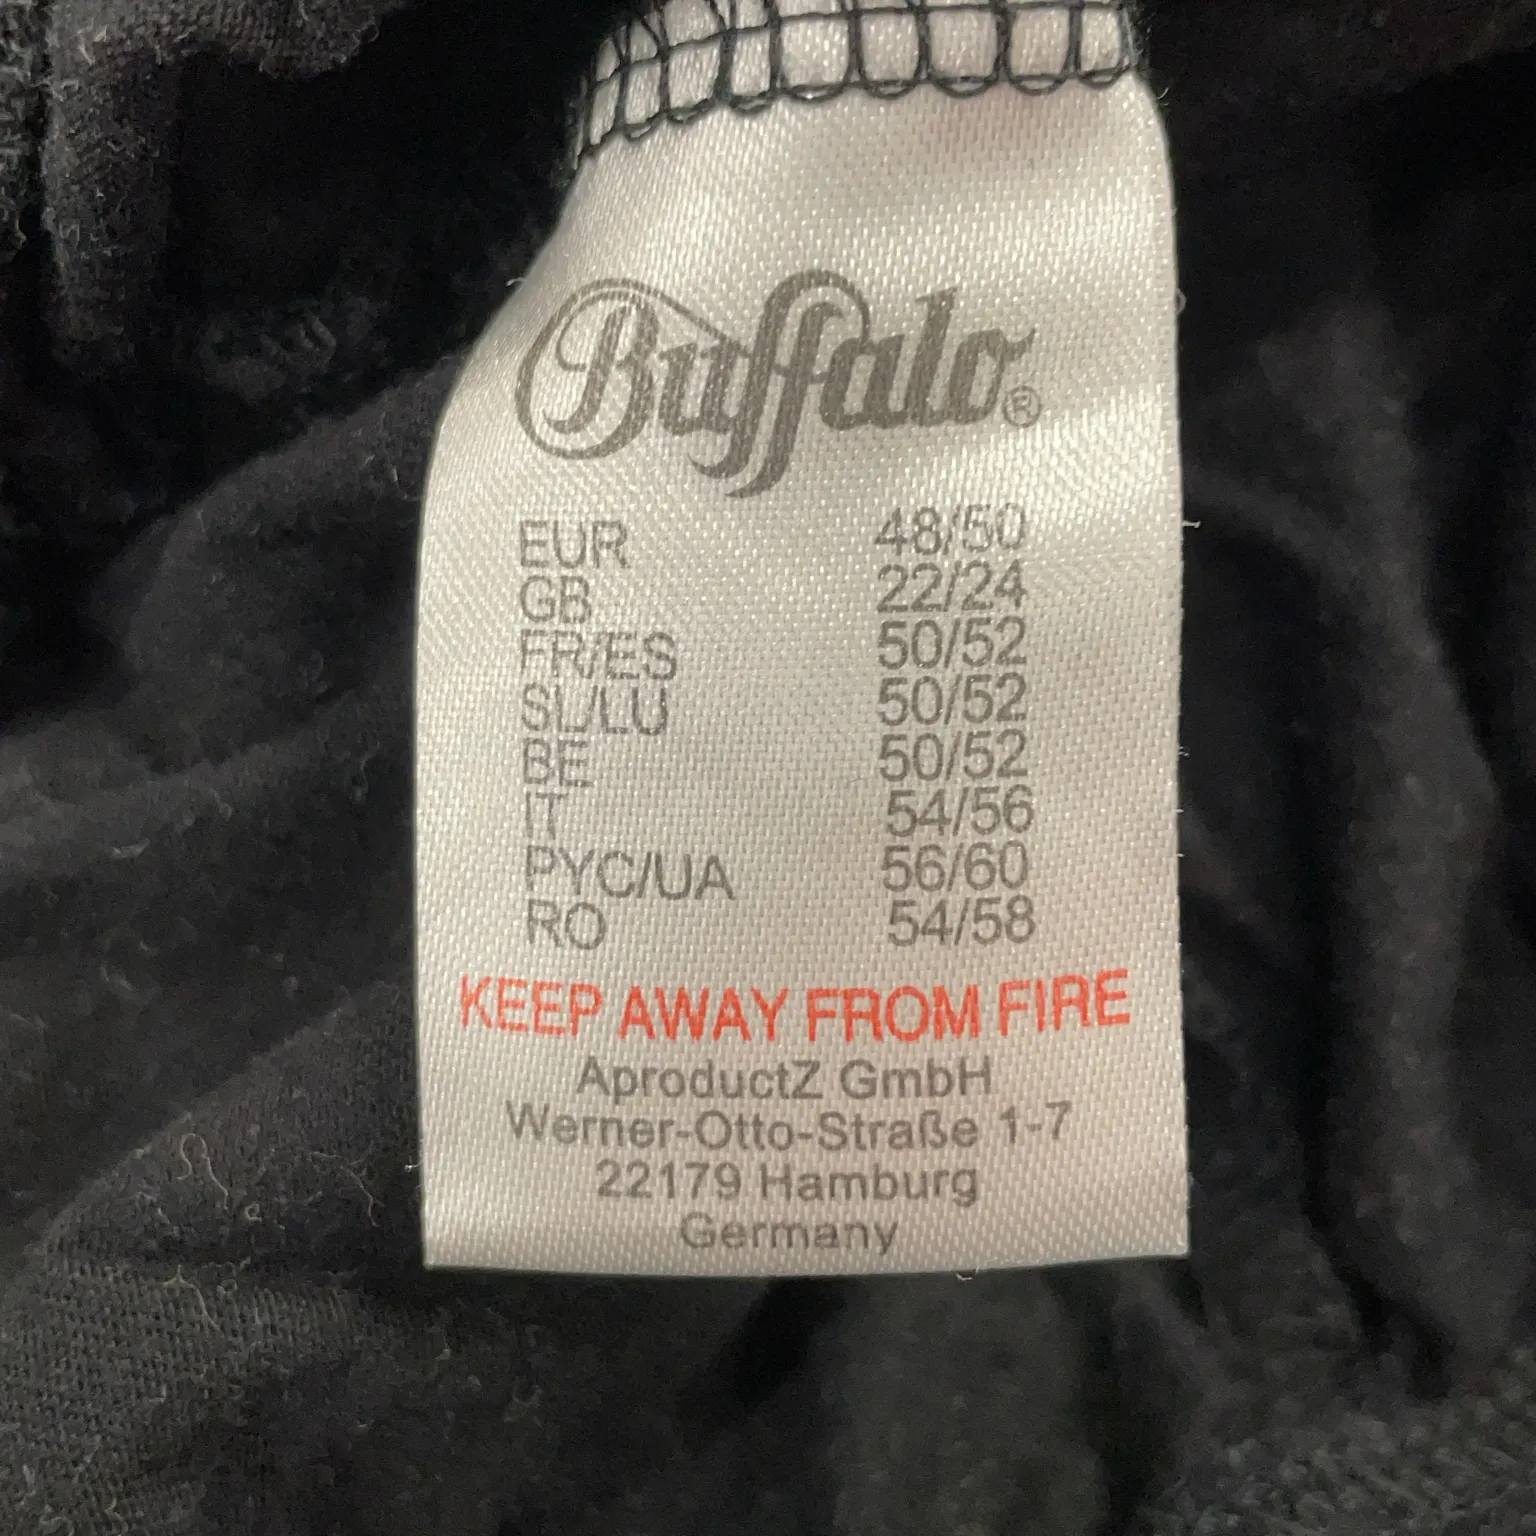 Buffalo®
EUR 48/50
GB 22/24
FR/ES 50/52
SL/LU 50/52
BE 50/52
IT 54/56
PYC/UA 56/60
RO 54/58
KEEP AWAY FROM FIRE
AproductZ GmbH
Werner-Otto-Straße 1-7
22179 Hamburg
Germany